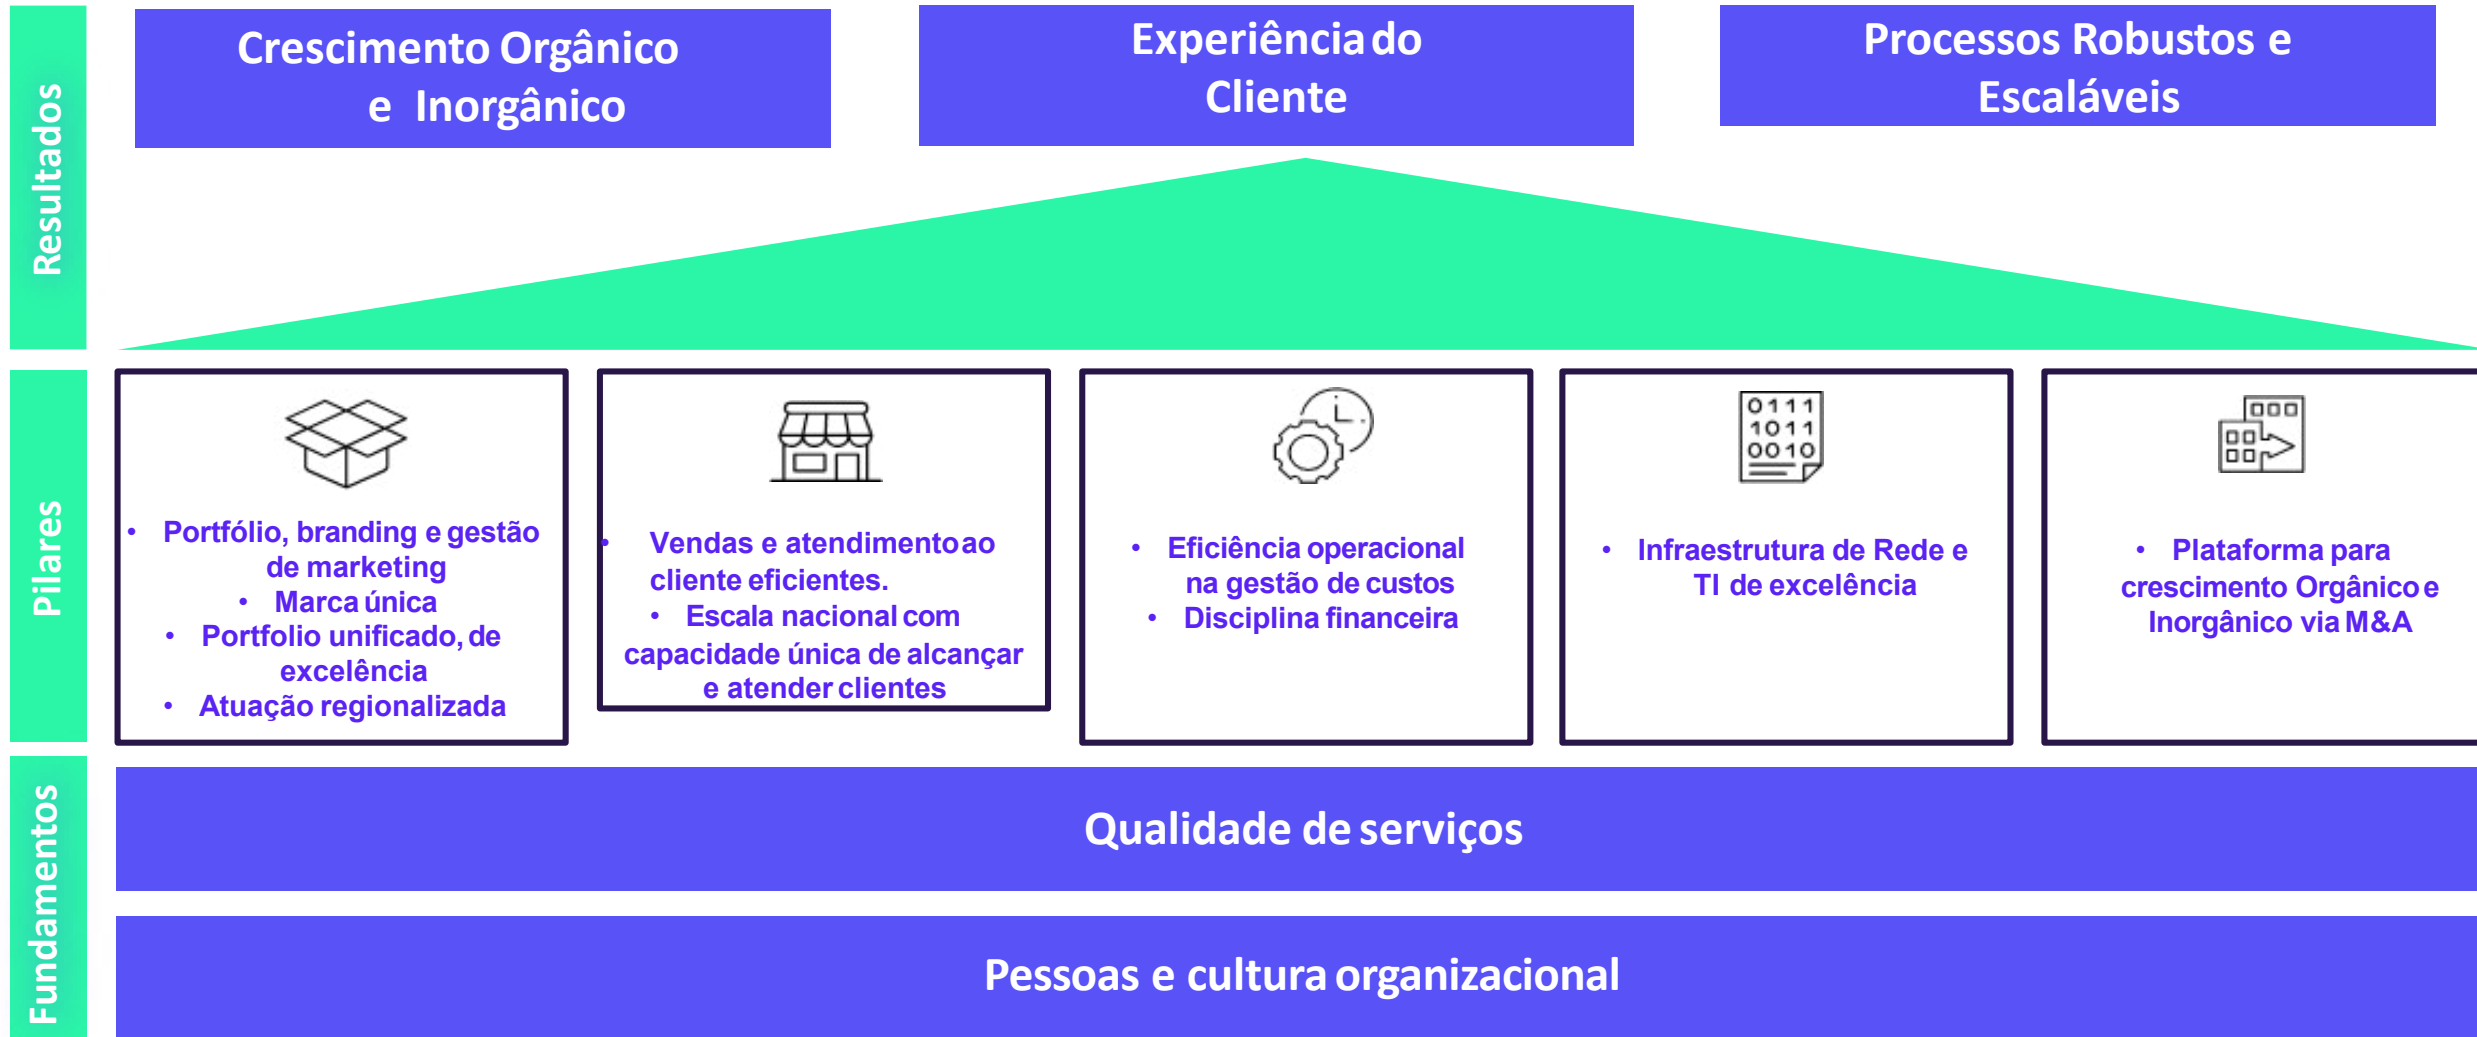 Resultados
Crescimento Orgânico
e Inorgânico
Experiência do
Cliente
Processos Robustos e
Escaláveis
Pilares
• Portfólio, branding e gestão
de marketing
• Marca única
• Portfolio unificado, de
excelência
• Atuação regionalizada
• Vendas e atendimento ao
cliente eficientes.
• Escala nacional com
capacidade única de alcançar
e atender clientes
• Eficiência operacional
na gestão de custos
• Disciplina financeira
0111
1011
0010
• Infraestrutura de Rede e
TI de excelência
• Plataforma para
crescimento Orgânico e
Inorgânico via M&A
Fundamentos
Qualidade de serviços
Pessoas e cultura organizacional